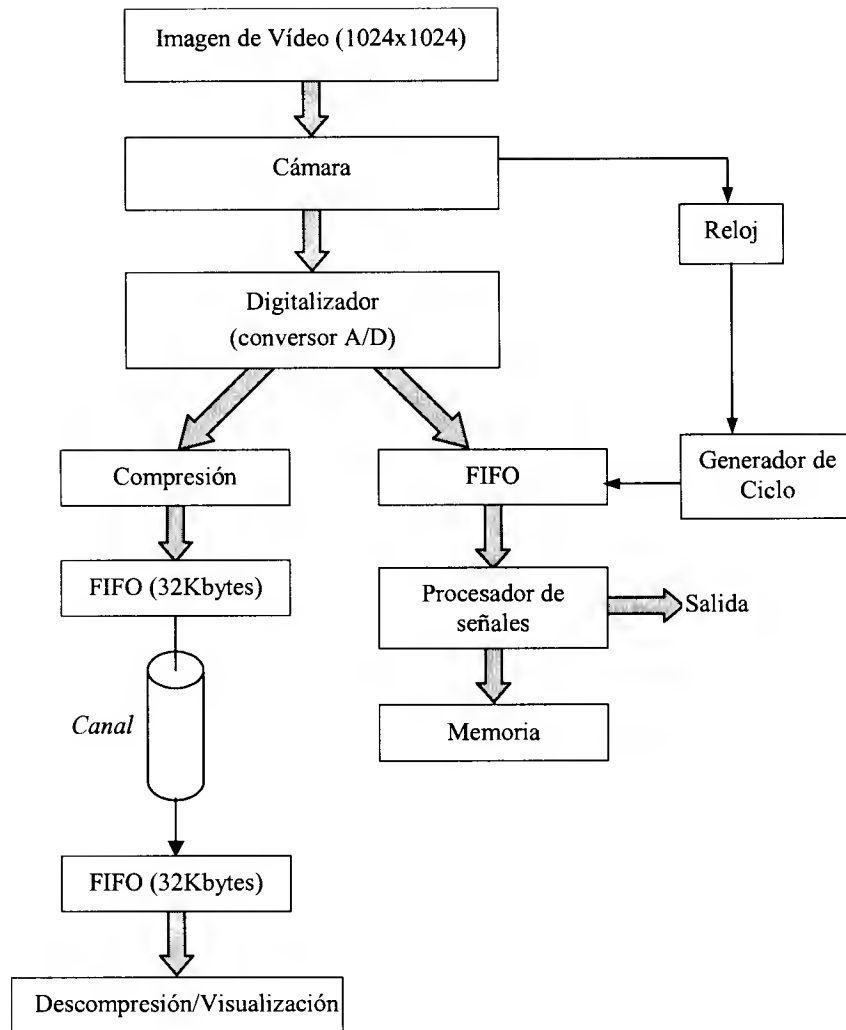 Imagen de Vídeo (1024x1024)
Cámara
Reloj
Digitalizador
(conversor A/D)
Generador de
Ciclo
Compresión
FIFO
FIFO (32Kbytes)
Procesador de
señales
Salida
Canal
Memoria
FIFO (32Kbytes)
Descompresión/Visualización